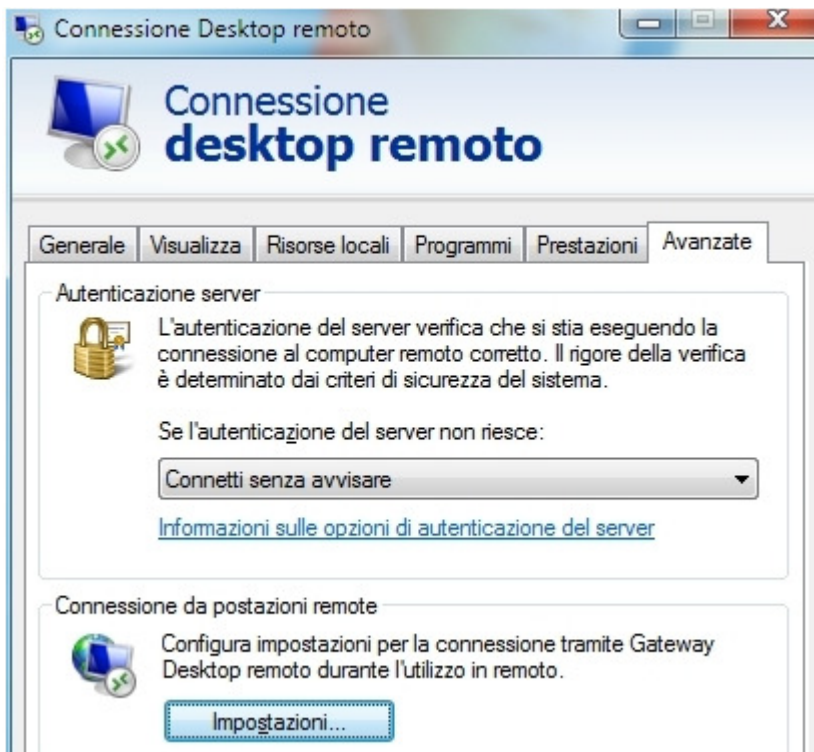 Connessione Desktop remoto
Connessione
desktop remoto
Generale Visualizza Risorse locali Programmi Prestazioni Avanzate
Autenticazione server
L'autenticazione del server verifica che si stia eseguendo la
connessione al computer remoto corretto. Il rigore della verifica
è determinato dai criteri di sicurezza del sistema.
Se l'autenticazione del server non riesce:
Connetti senza avvisare
Informazioni sulle opzioni di autenticazione del server
Connessione da postazioni remote
Configura impostazioni per la connessione tramite Gateway
Desktop remoto durante l'utilizzo in remoto.
Impostazioni...